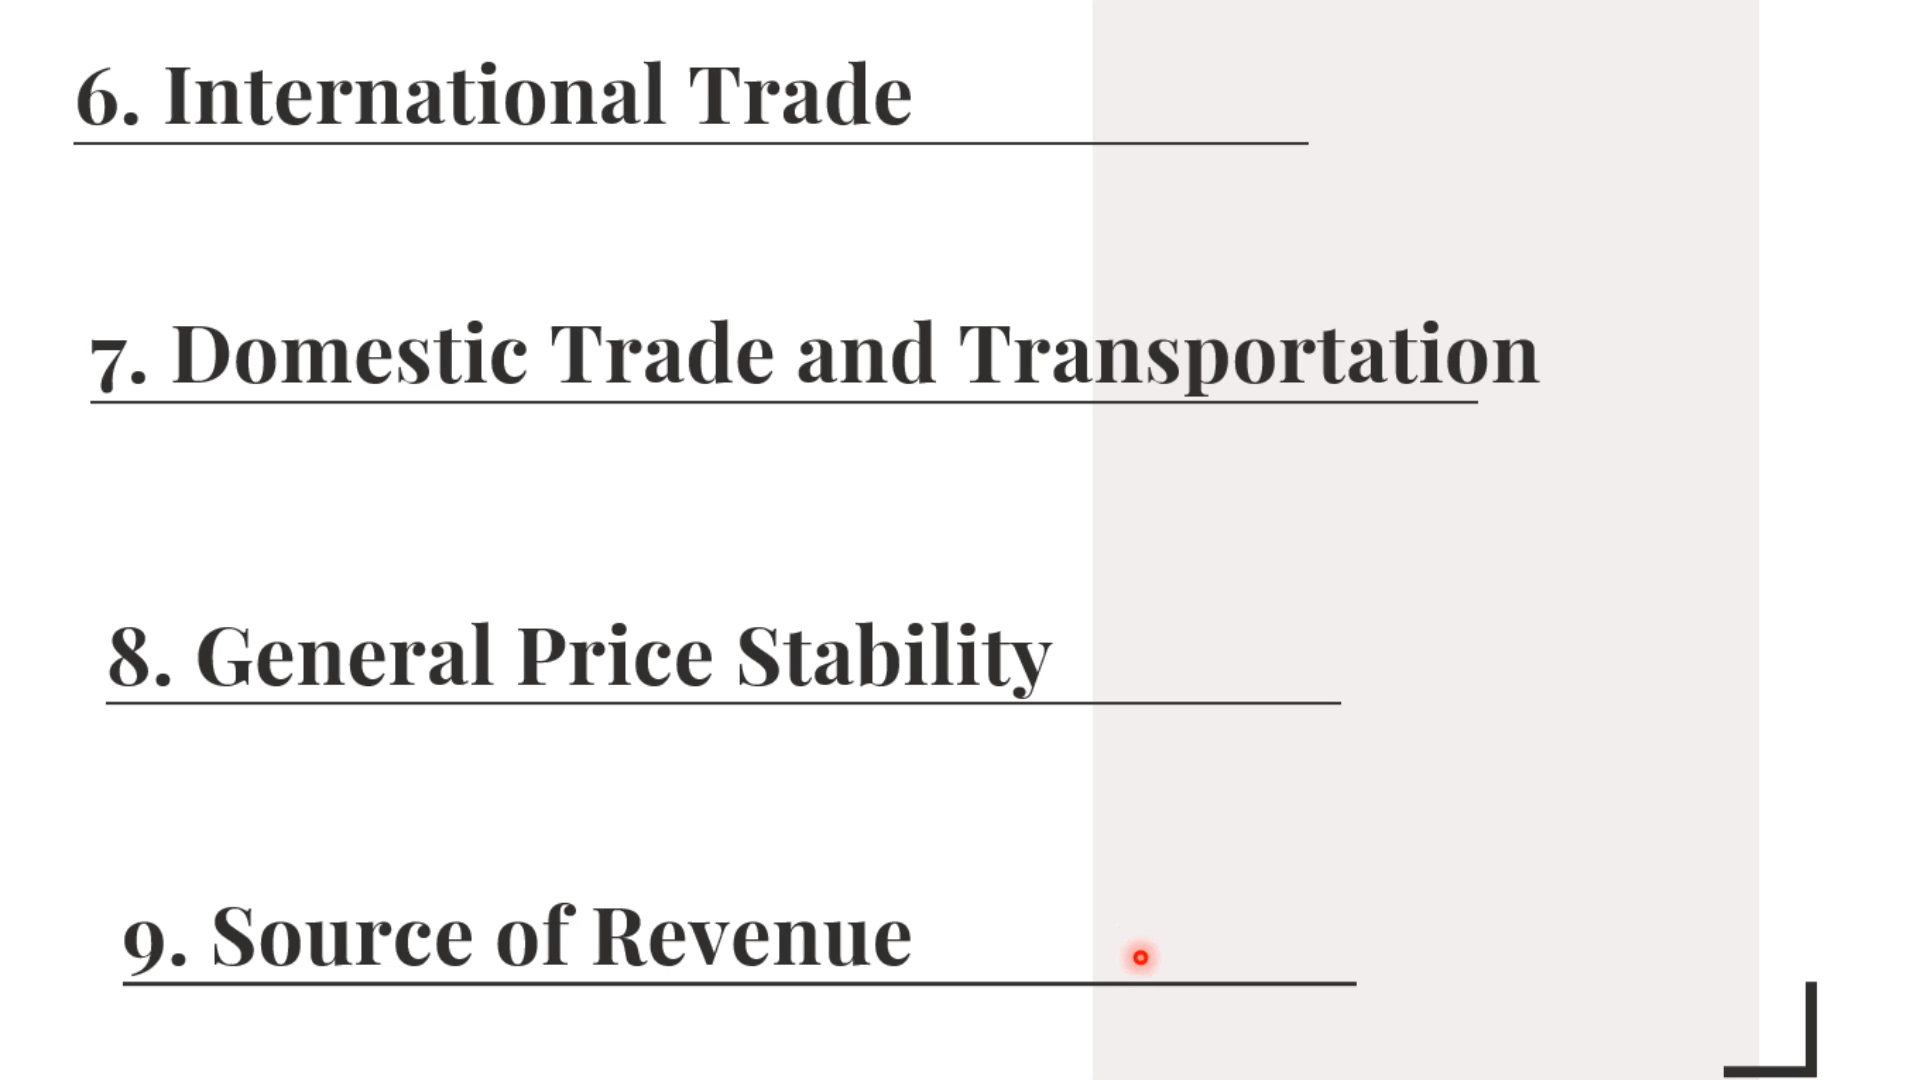 6. International Trade
7. Domestic Trade and Transportation
8. General Price Stability
9. Source of Revenue